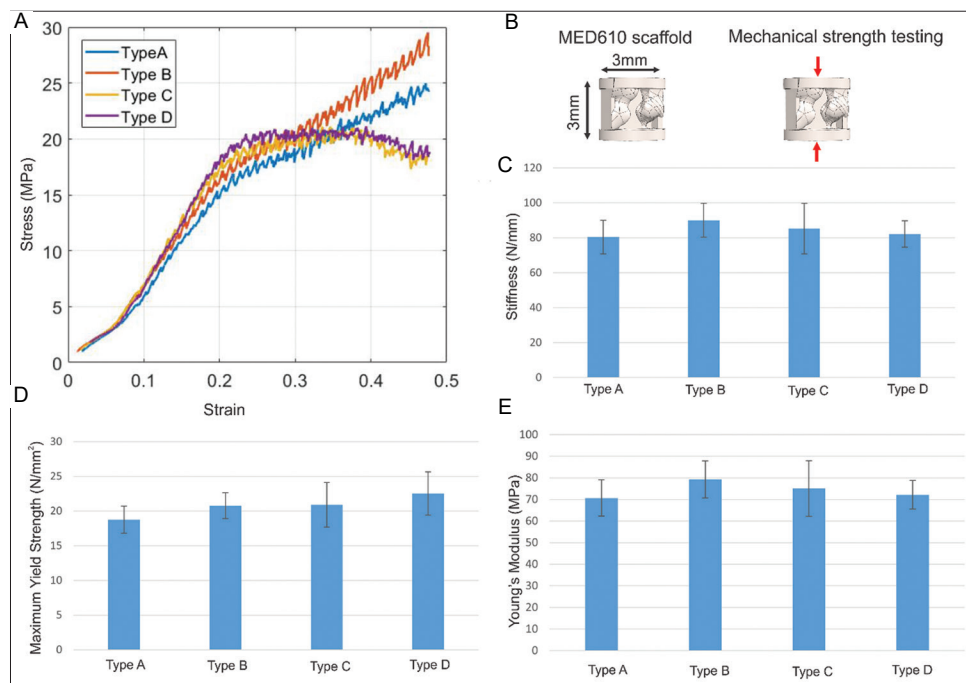 A
30
25
20
15
10
5
0
Stress (MPa)
TypeA
Type B
Type C
Type D
0
0.1
0.2
0.3
0.4
0.5
Strain
B
MED610 scaffold
Mechanical strength testing
3mm
3mm
C
120
100
80
60
40
20
0
Stiffness (N/mm)
Type A
Type B
Type C
Type D
D
30
25
20
15
10
5
0
Maximum Yield Strength (N/mm²)
Type A
Type B
Type C
Type D
E
100
90
80
70
60
50
40
30
20
10
0
Young's Modulus (MPa)
Type A
Type B
Type C
Type D